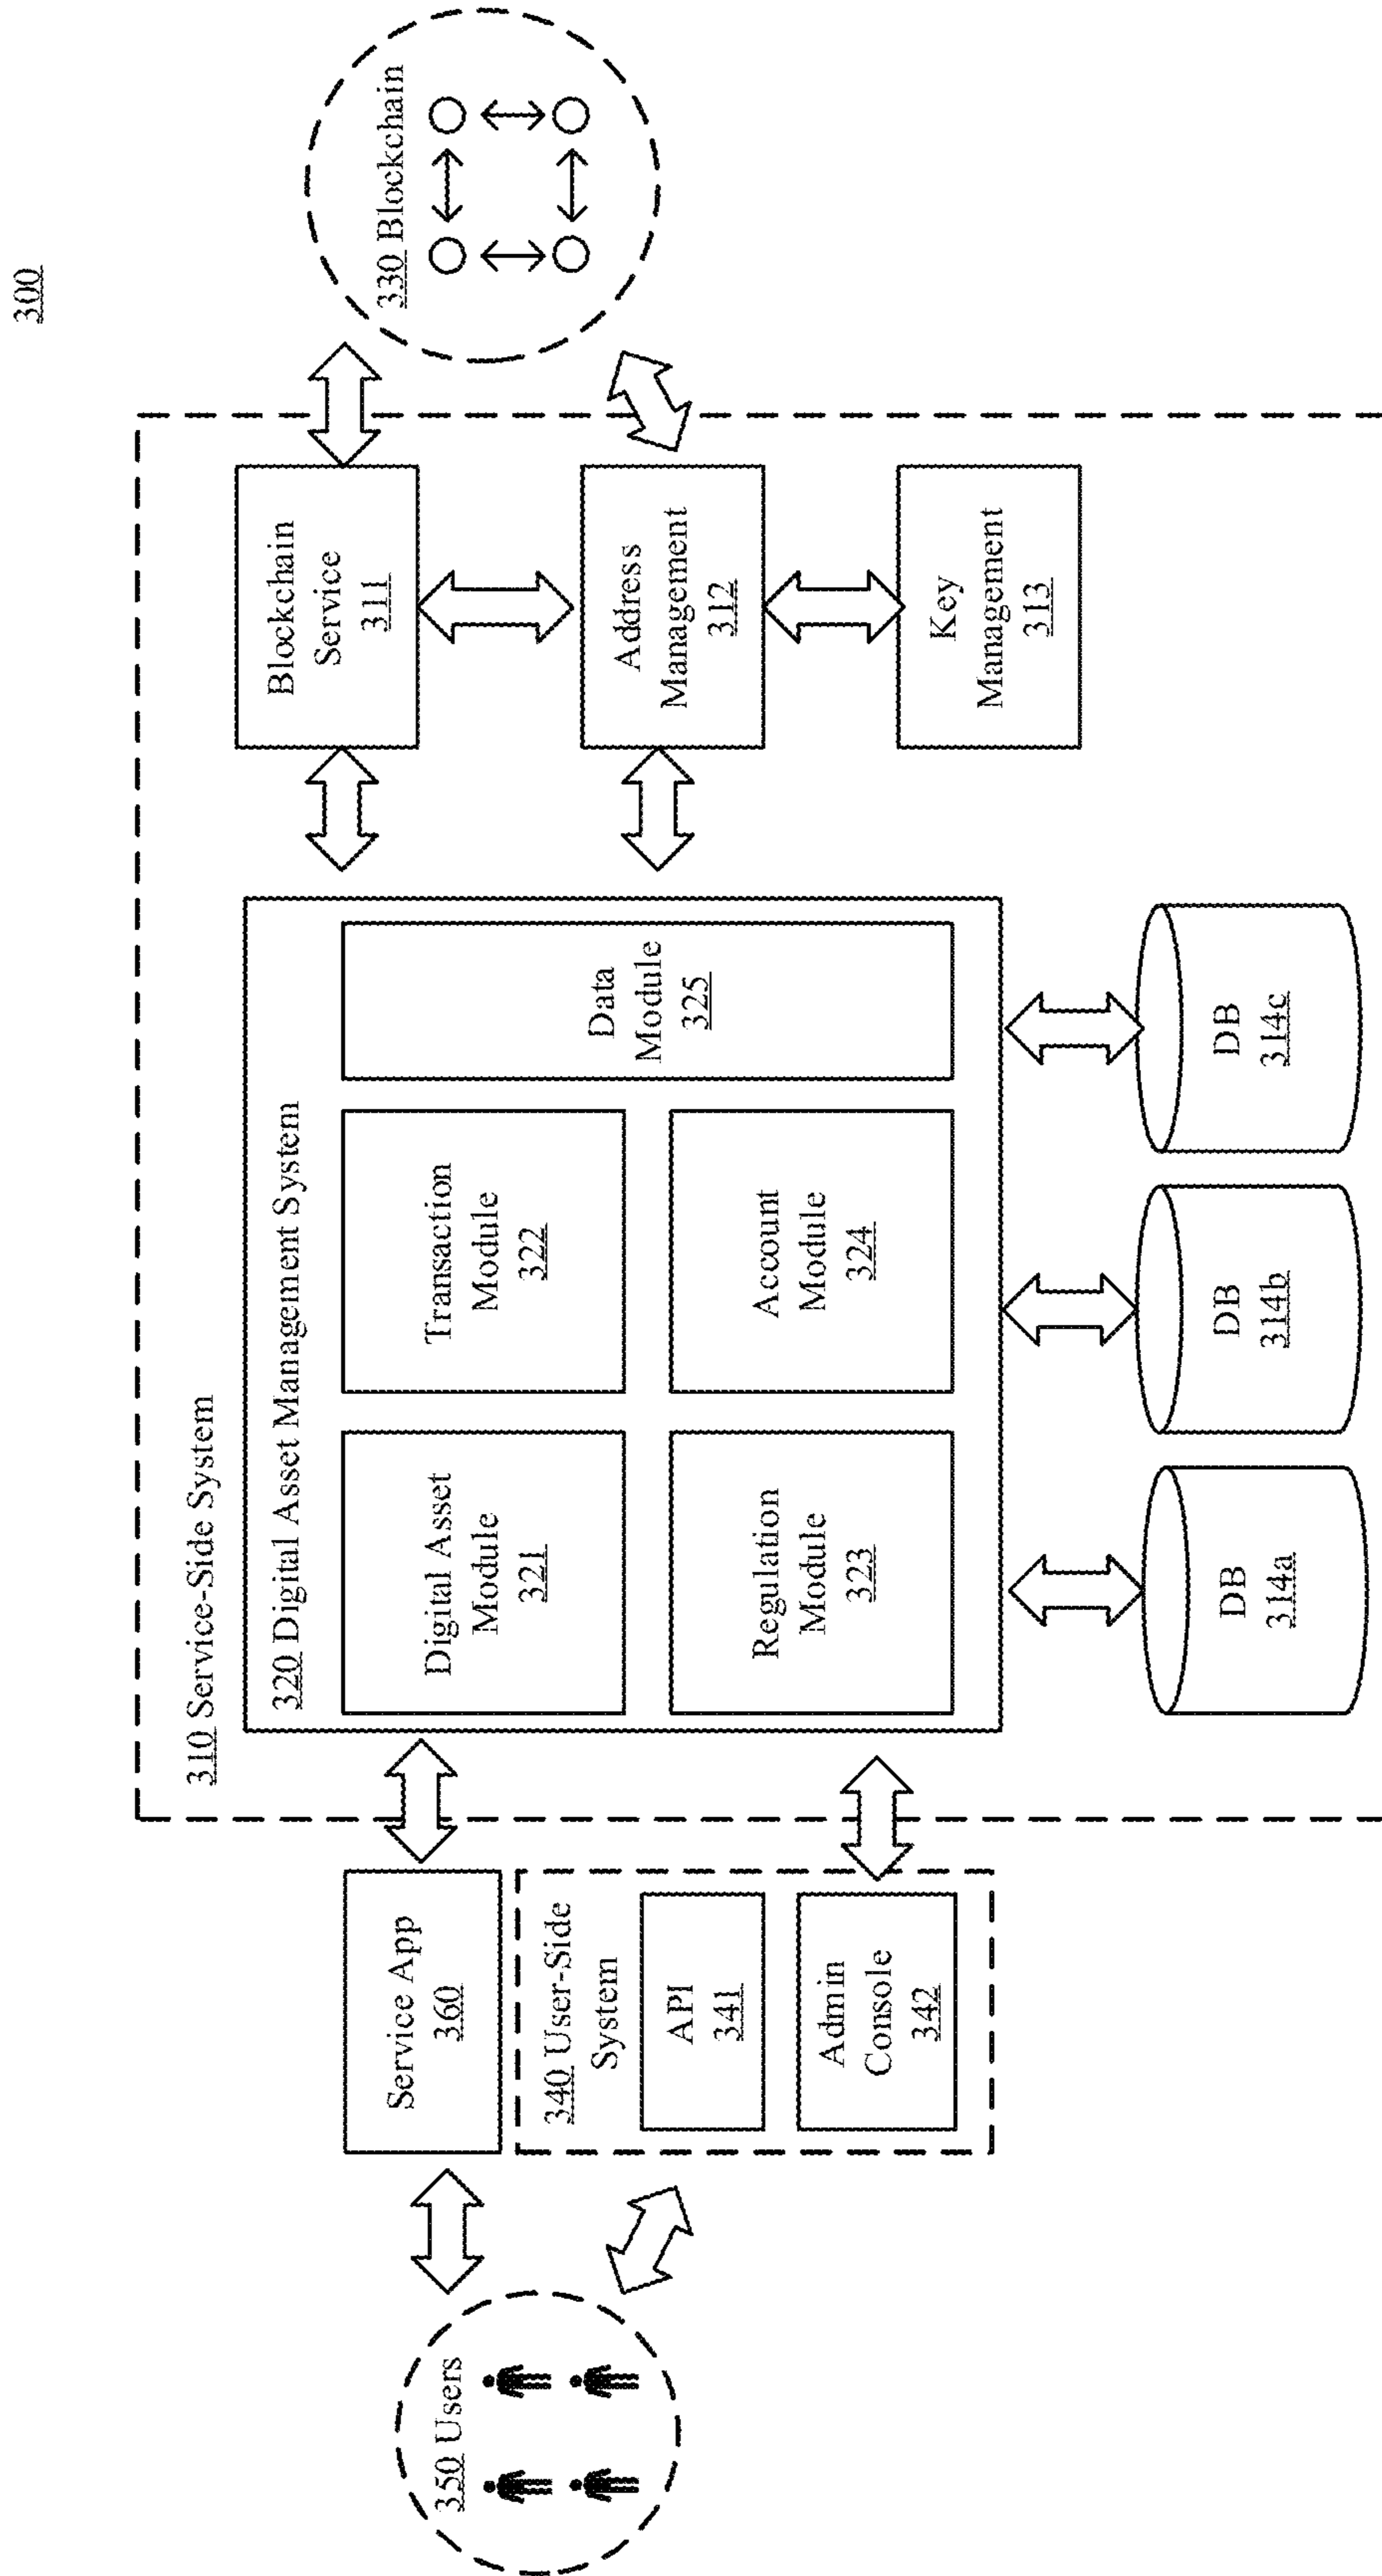 300
310 Service-Side System
320 Digital Asset Management System
350 Users
Service App
360
340 User-Side
System
API
341
Admin
Console
342
Digital Asset
Module
321
Transaction
Module
322
Regulation
Module
323
Account
Module
324
Data
Module
325
DB
314a
DB
314b
DB
314c
Blockchain
Service
311
Address
Management
312
Key
Management
313
330 Blockchain